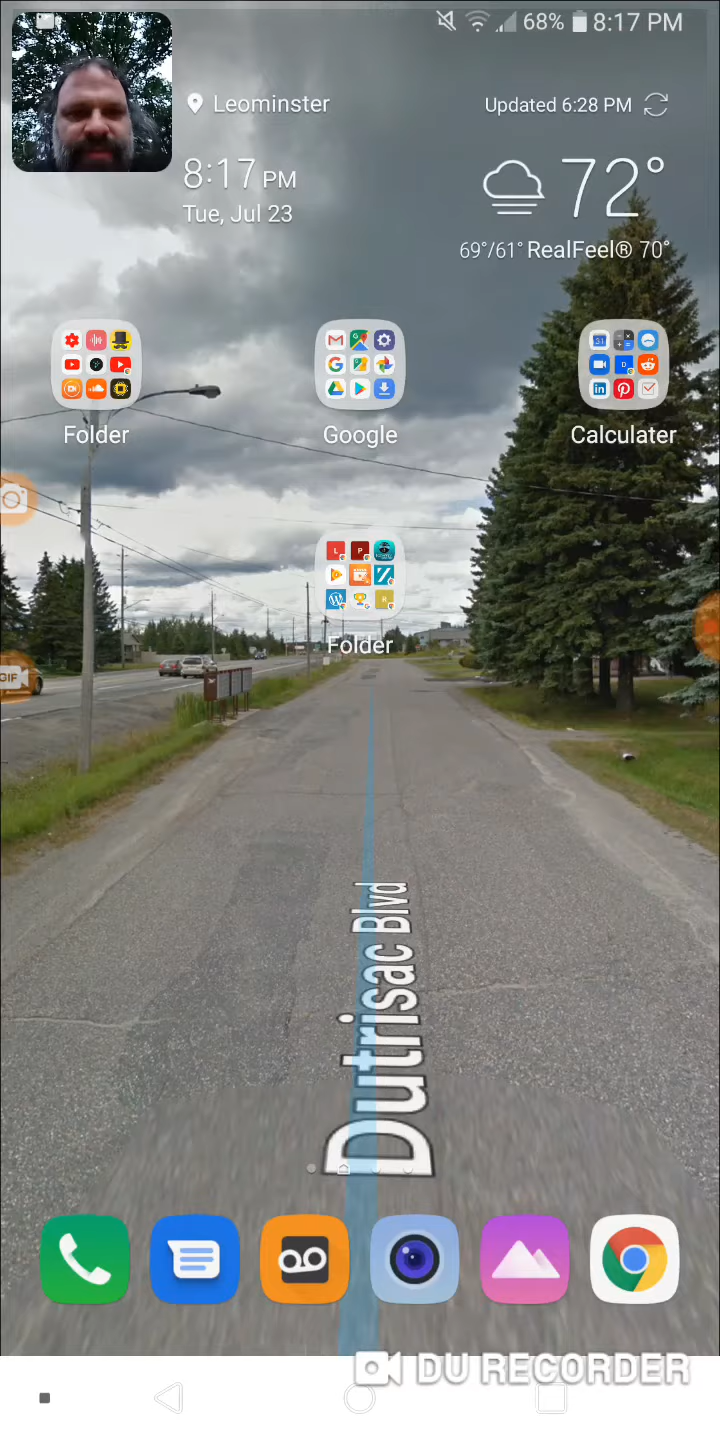 68% 8:17 PM
Leominster
Updated 6:28 PM
8:17 PM
72°
Tue, Jul 23
69°/61° RealFeel® 70°
Folder
Google
Calculater
Folder
GIF
Dutrisac Blvd
DU RECORDER